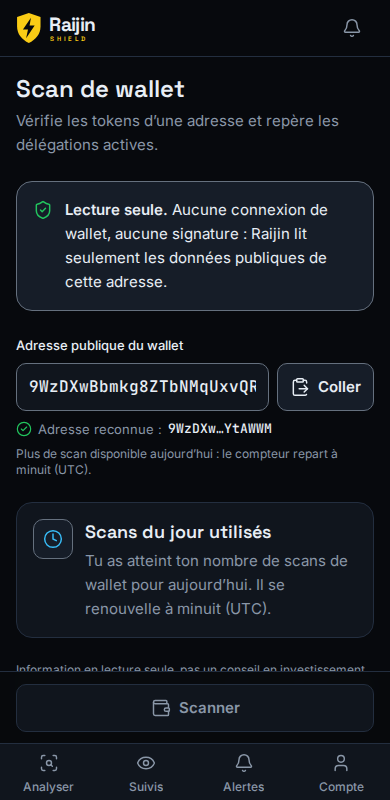 Raijin
SHIELD
Scan de wallet
Vérifie les tokens d’une adresse et repère les
délégations actives.
Lecture seule. Aucune connexion de
wallet, aucune signature : Raijin lit
seulement les données publiques de
cette adresse.
Adresse publique du wallet
9WzDXwBbmkg8ZTbNMqUxvQR
Coller
Adresse reconnue : 9WzDXw…YtAWWM
Plus de scan disponible aujourd’hui : le compteur repart à
minuit (UTC).
Scans du jour utilisés
Tu as atteint ton nombre de scans de
wallet pour aujourd’hui. Il se
renouvelle à minuit (UTC).
Information en lecture seule, pas un conseil en investissement.
Scanner
Analyser
Suivis
Alertes
Compte